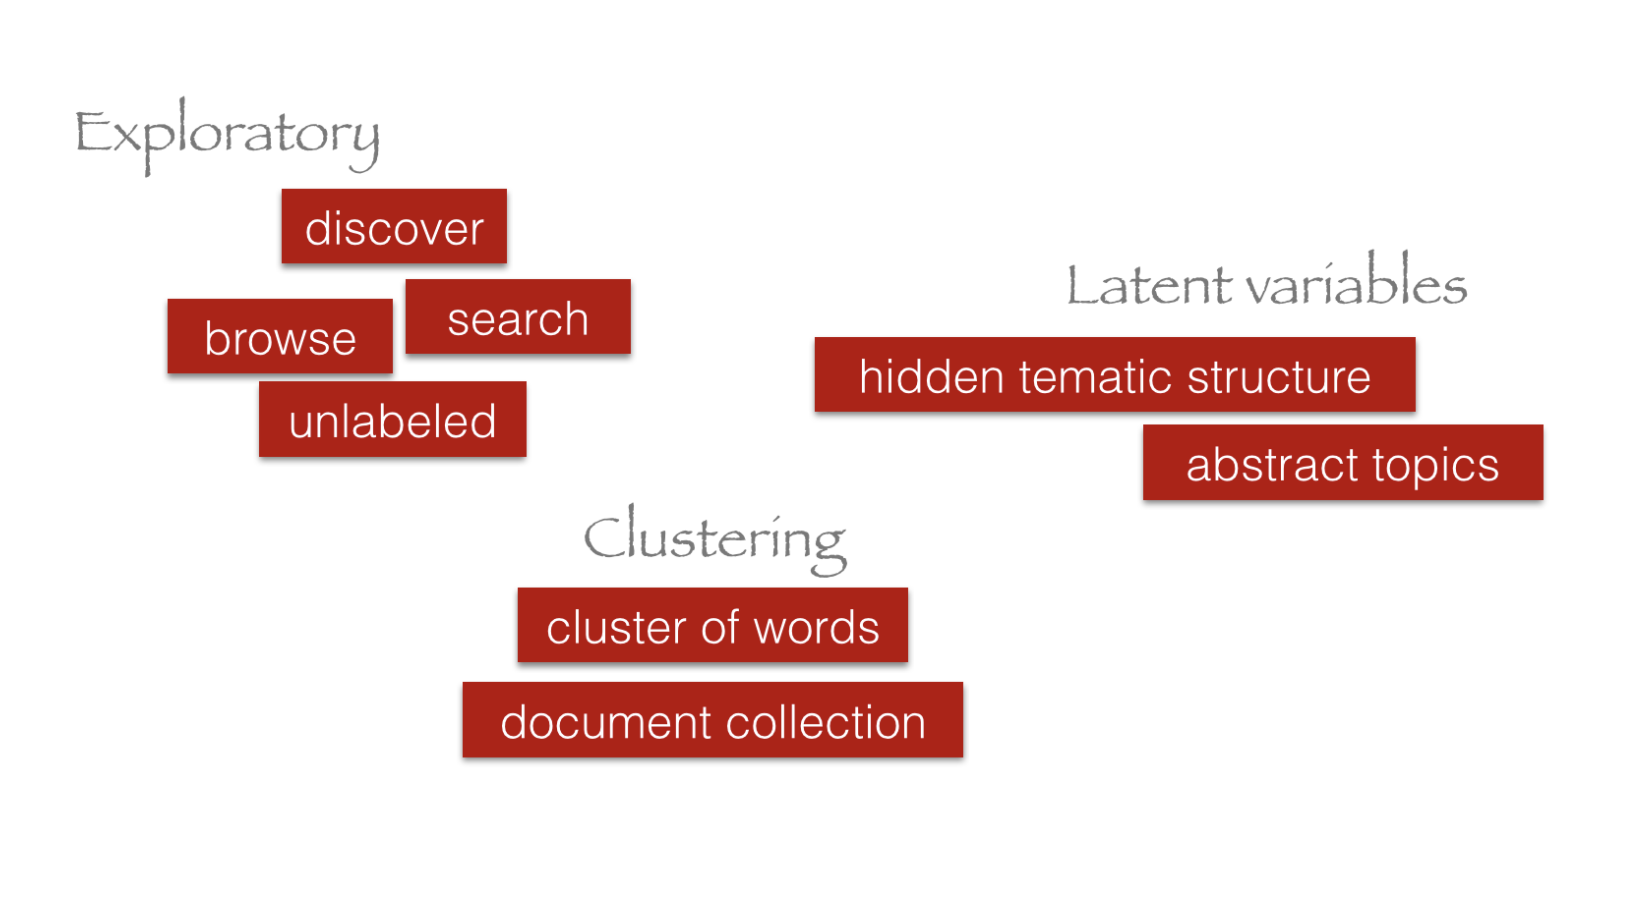 Exploratory
discover
search
browse
unlabeled
Latent variables
hidden tematic structure
abstract topics
Clustering
cluster of words
document collection